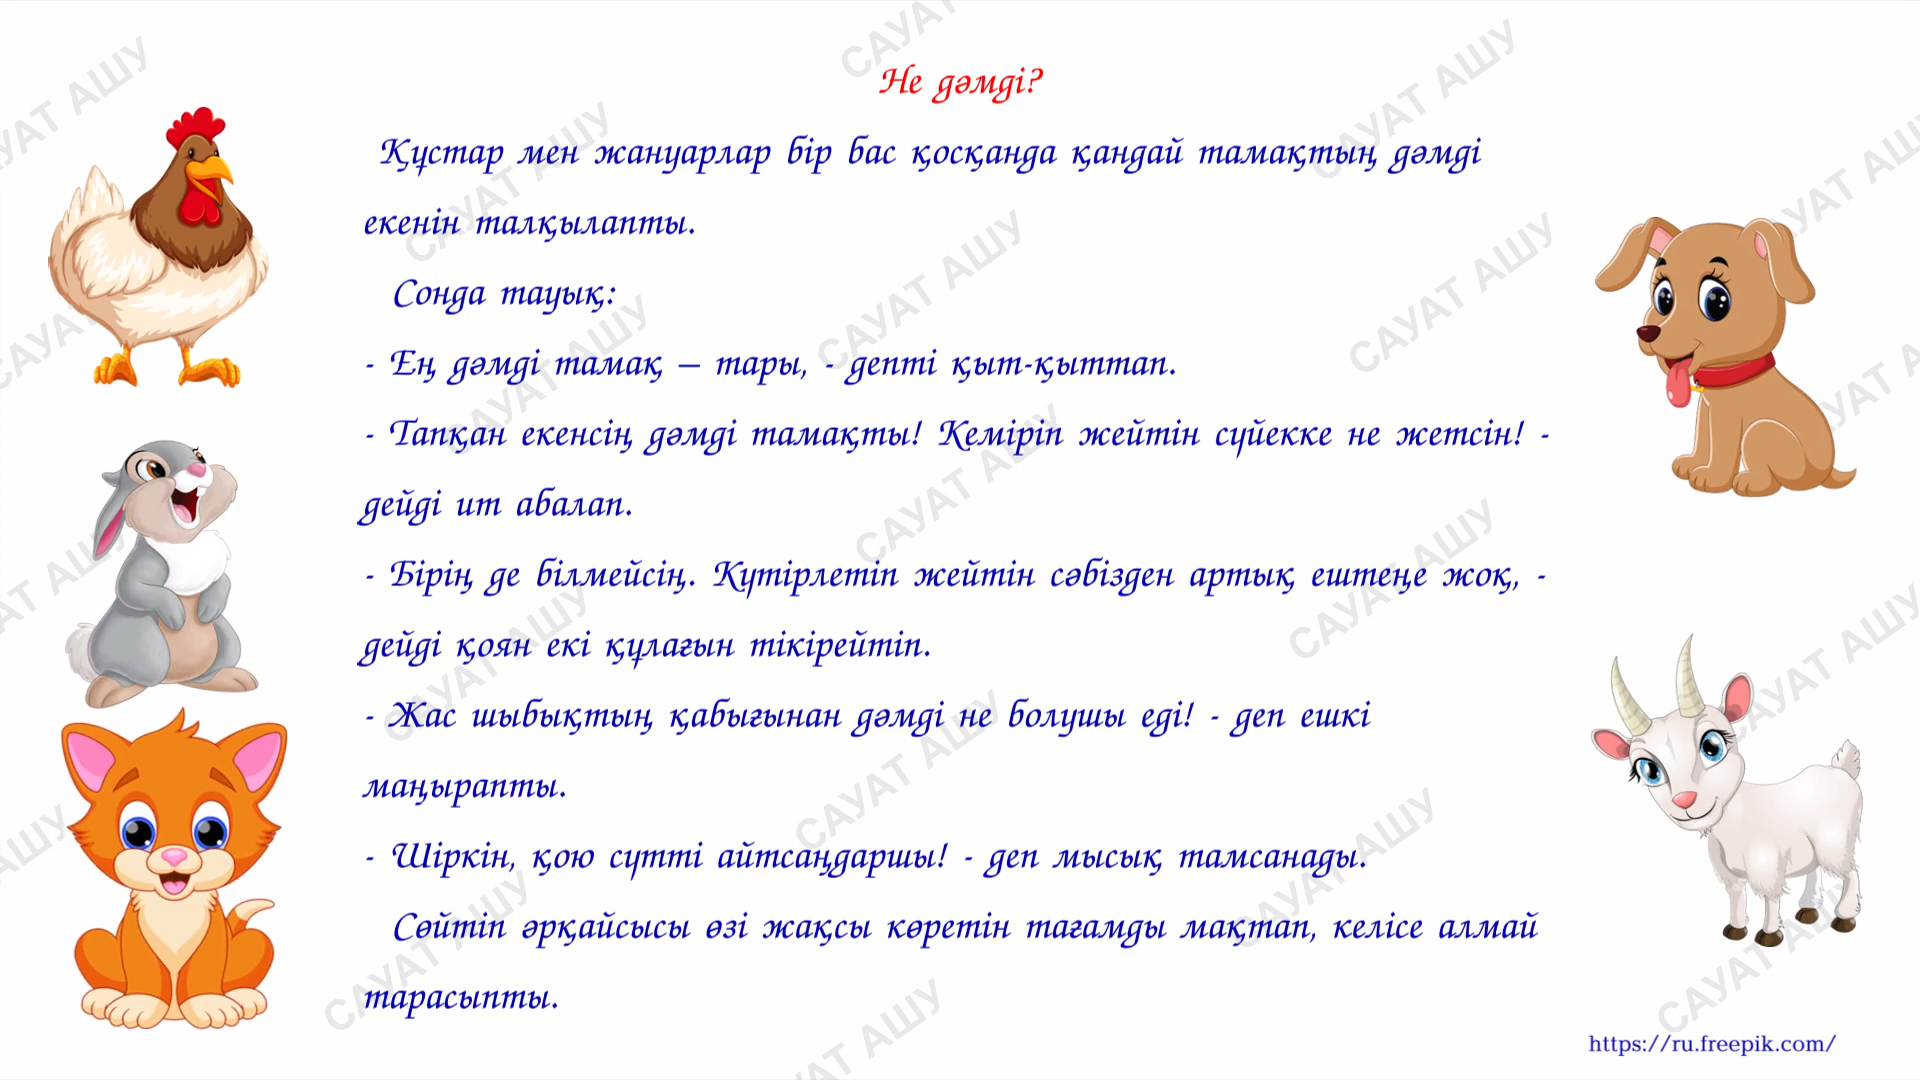 Не дәмді?
Құстар мен жануарлар бір бас қосқанда қандай тамақтың дәмді
екенін талқылапты.
Сонда тауық:
- Ең дәмді тамақ – тары, - депті қыт-қыттап.
- Тапқан екенсің дәмді тамақты! Кеміріп жейтін сүйекке не жетсін! -
дейді ит абалап.
- Бірің де білмейсің. Күтірлетіп жейтін сәбізден артық ештеңе жоқ, -
дейді қоян екі құлағын тікірейтіп.
- Жас шыбықтың қабығынан дәмді не болушы еді! - деп ешкі
маңырапты.
- Шіркін, қою сүтті айтсаңдаршы! - деп мысық тамсанады.
Сөйтіп әрқайсысы өзі жақсы көретін тағамды мақтап, келісе алмай
тарасыпты.
https://ru.freepik.com/
САУАТ АШУ